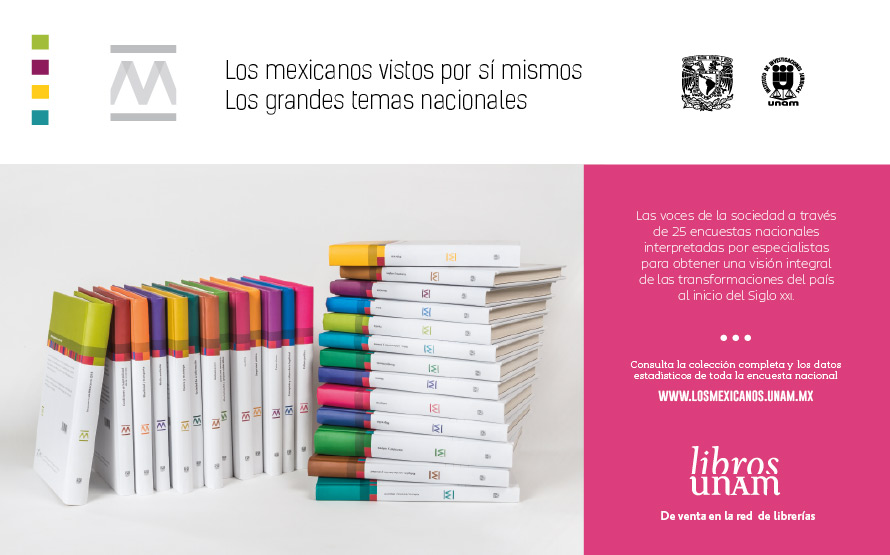 Los mexicanos vistos por sí mismos
Los grandes temas nacionales
unam
Las voces de la sociedad a través
de 25 encuestas nacionales
interpretadas por especialistas
para obtener una visión integral
de las transformaciones del país
al inicio del Siglo XXI.
Consulta la colección completa y los datos
estadísticos de toda la encuesta nacional
WWW.LOSMEXICANOS.UNAM.MX
libros
UNAM
De venta en la red de librerías